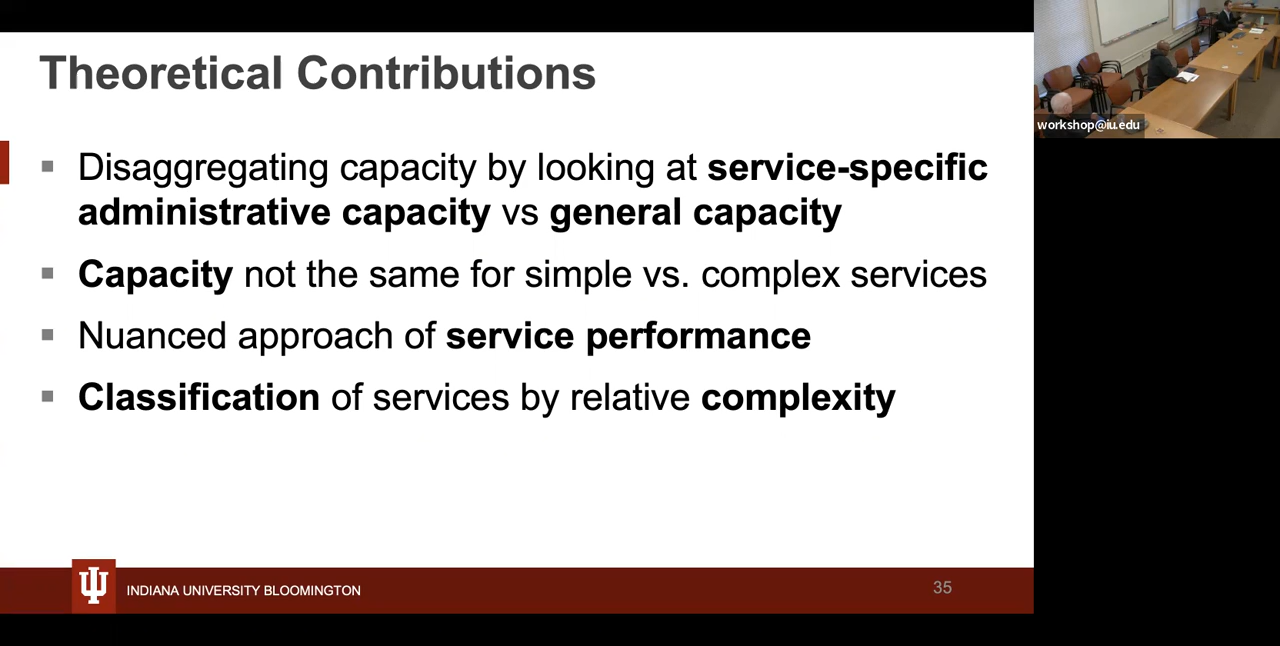 Theoretical Contributions
Disaggregating capacity by looking at service-specific
administrative capacity vs general capacity
Capacity not the same for simple vs. complex services
Nuanced approach of service performance
Classification of services by relative complexity
INDIANA UNIVERSITY BLOOMINGTON
35
workshop@iu.edu